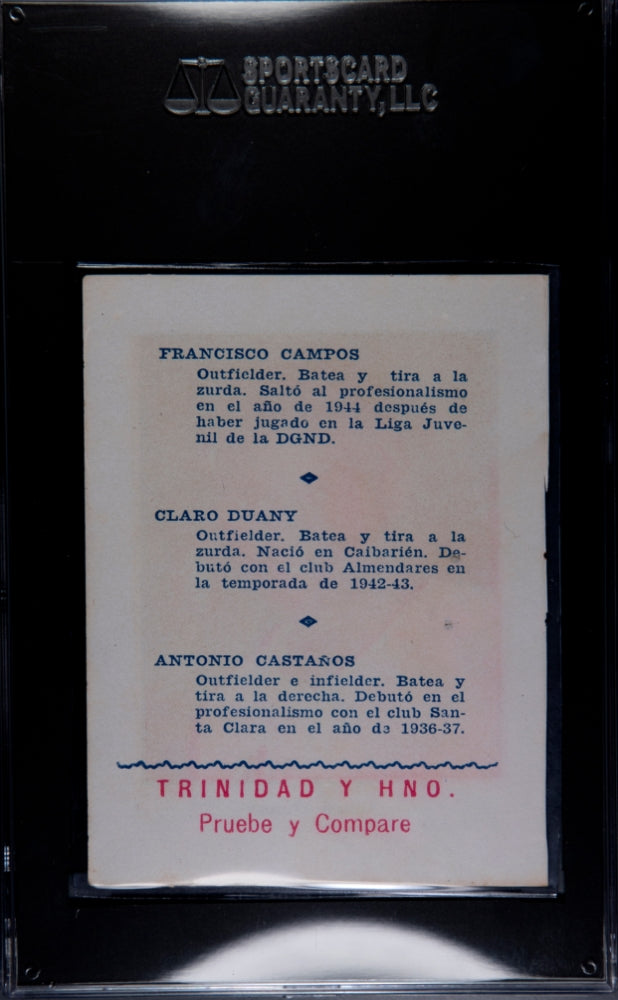 SPORTSCARD
GUARANTY, LLC
FRANCISCO CAMPOS
Outfielder. Batea y tira a la
zurda. Saltó al profesionalismo
en el año de 1944 después de
haber jugado en la Liga Juve-
nil de la DGND.
CLARO DUANY
Outfielder. Batea y tira a la
zurda. Nació en Caibarién. De-
butó con el club Almendares en
la temporada de 1942-43.
ANTONIO CASTAÑOS
Outfielder e infielder. Batea y
tira a la derecha. Debutó en el
profesionalismo con el club San-
ta Clara en el año de 1936-37.
TRINIDAD Y HNO.
Pruebe y Compare